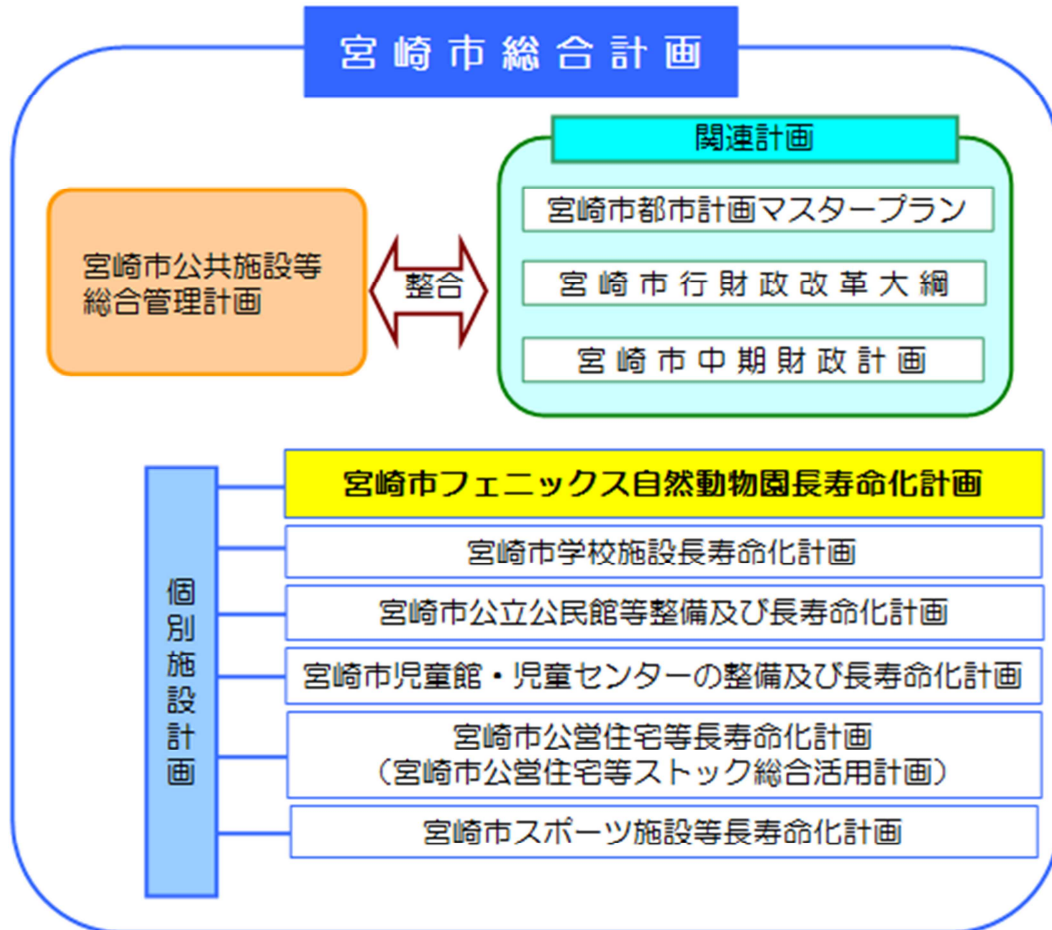 宮崎市総合計画
関連計画
宮崎市都市計画マスタープラン
宮崎市行財政改革大綱
宮崎市中期財政計画
宮崎市公共施設等
総合管理計画
整合
個別施設計画
宮崎市フェニックス自然動物園長寿命化計画
宮崎市学校施設長寿命化計画
宮崎市公立公民館等整備及び長寿命化計画
宮崎市児童館・児童センターの整備及び長寿命化計画
宮崎市公営住宅等長寿命化計画
（宮崎市公営住宅等ストック総合活用計画）
宮崎市スポーツ施設等長寿命化計画